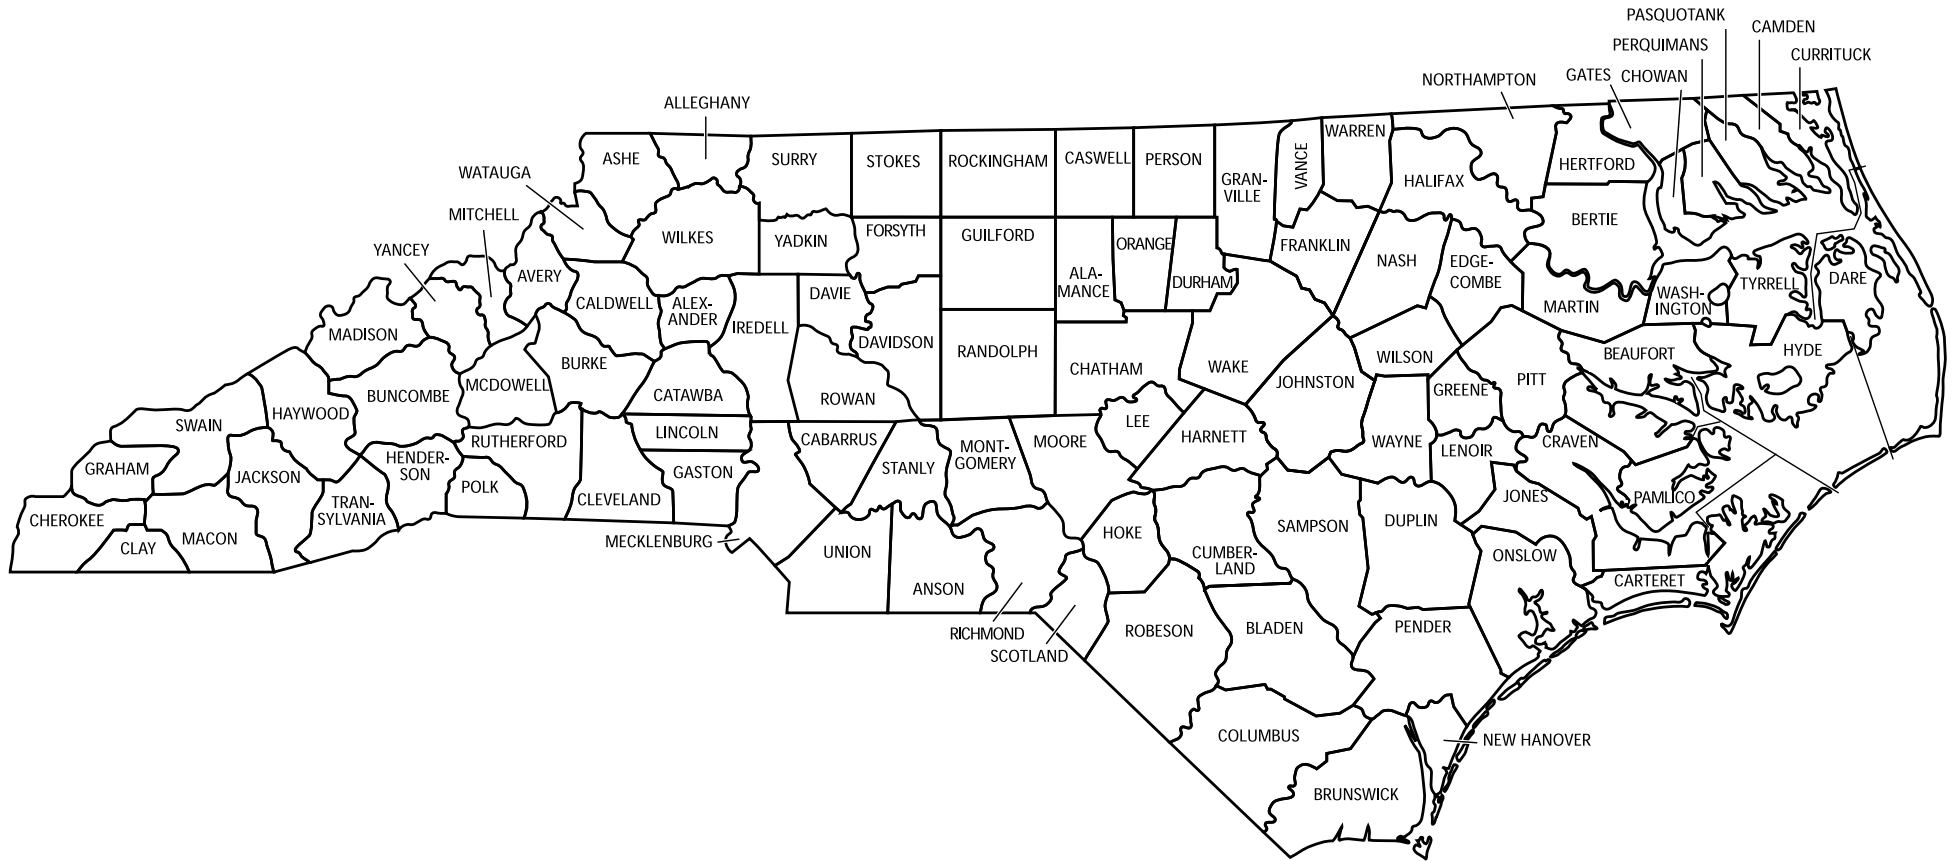 PASQUOTANK
CAMDEN
PERQUIMANS
CURRITUCK
NORTHAMPTON
GATES
CHOWAN
ALLEGHANY
WARREN
ASHE
SURRY
STOKES
ROCKINGHAM
CASWELL
PERSON
VANCE
HERTFORD
WATAUGA
GRAN-
VILLE
HALIFAX
MITCHELL
BERTIE
YANCEY
WILKES
YADKIN
FORSYTH
GUILFORD
ORANGE
FRANKLIN
NASH
EDGE-
COMBE
AVERY
ALA-
MANCE
DURHAM
TYRRELL
DARE
CALDWELL
ALEX-
ANDER
DAVIE
MARTIN
WASH-
INGTON
MADISON
IREDELL
DAVIDSON
RANDOLPH
WILSON
BEAUFORT
HYDE
BURKE
CHATHAM
WAKE
JOHNSTON
GREENE
PITT
BUNCOMBE
MCDOWELL
CATAWBA
ROWAN
HAYWOOD
SWAIN
LINCOLN
CABARRUS
MOORE
LEE
HARNETT
WAYNE
RUTHERFORD
CRAVEN
GRAHAM
HENDER-
SON
MONT-
GOMERY
LENOIR
JACKSON
GASTON
STANLY
POLK
CLEVELAND
JONES
PAMLICO
TRAN-
SYLVANIA
CHEROKEE
SAMPSON
DUPLIN
MACON
CLAY
MECKLENBURG
UNION
HOKE
CUMBER-
LAND
ONSLOW
ANSON
CARTERET
RICHMOND
SCOTLAND
ROBESON
BLADEN
PENDER
COLUMBUS
NEW HANOVER
BRUNSWICK